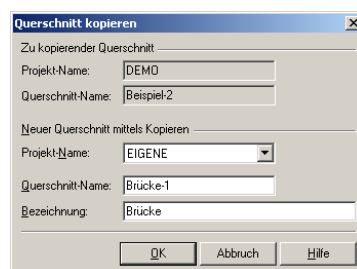 Querschnitt kopieren
Zu kopierender Querschnitt
Projekt-Name: DEMO
Querschnitt-Name: Beispiel-2
Neuer Querschnitt mittels Kopieren
Projekt-Name: EIGENE
Querschnitt-Name: Brücke-1
Bezeichnung: Brücke
OK Abbruch Hilfe